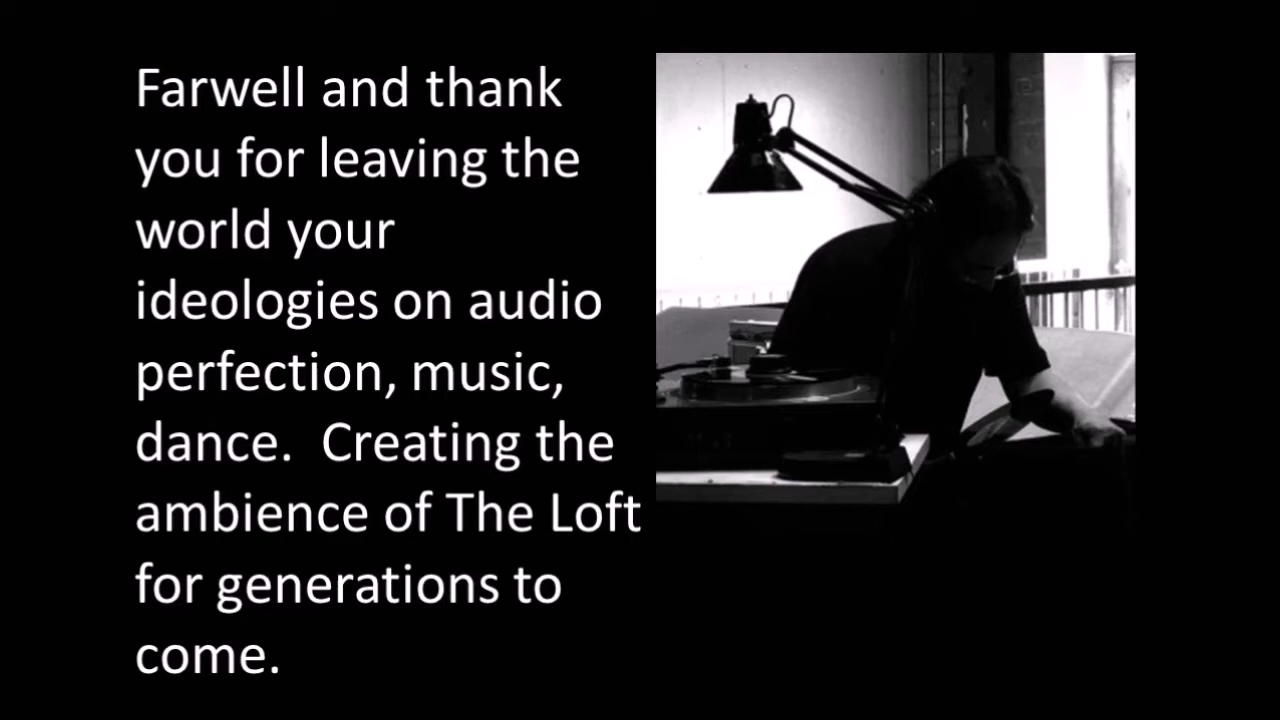 Farwell and thank
you for leaving the
world your
ideologies on audio
perfection, music,
dance.  Creating the
ambience of The Loft
for generations to
come.